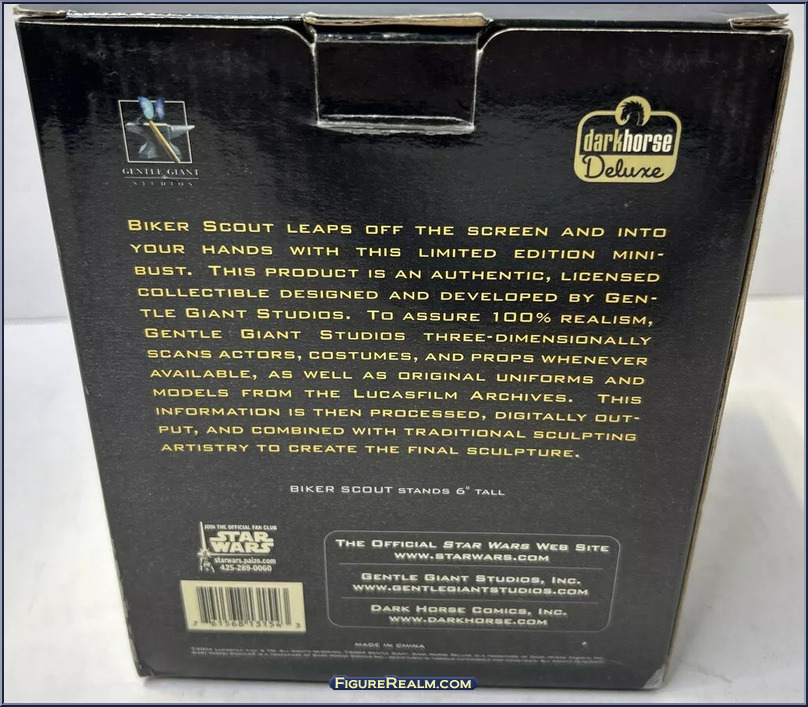 GENTLE GIANT
STUDIOS
darkhorse
Deluxe
BISKER SCOUT LEAPS OFF THE SCREEN AND INTO
YOUR HANDS WITH THIS LIMITED EDITION MINI-
BUST. THIS PRODUCT IS AN AUTHENTIC, LICENSED
COLLECTIBLE DESIGNED AND DEVELOPED BY GEN-
TLE GIANT STUDIOS. TO ASSURE 100% REALISM,
GENTLE GIANT STUDIOS THREE-DIMENSIONALLY
SCANS ACTORS, COSTUMES, AND PROPS WHENEVER
AVAILABLE, AS WELL AS ORIGINAL UNIFORMS AND
MODELS FROM THE LUCASFILM ARCHIVES. THIS
INFORMATION IS THEN PROCESSED, DIGITALLY OUT-
PUT, AND COMBINED WITH TRADITIONAL SCULPTING
ARTISTRY TO CREATE THE FINAL SCULPTURE.
BIKER SCOUT STANDS 6" TALL
JOIN THE OFFICIAL FAN CLUB
STAR
WARS
starwars.paizo.com
425-289-0060
THE OFFICIAL STAR WARS WEB SITE
WWW.STARWARS.COM
GENTLE GIANT STUDIOS, INC.
WWW.GENTLEGIANTSTUDIOS.COM
DARK HORSE COMICS, INC.
WWW.DARKHORSE.COM
7 61568 13154 3
MADE IN CHINA
FIGUREREALM.COM